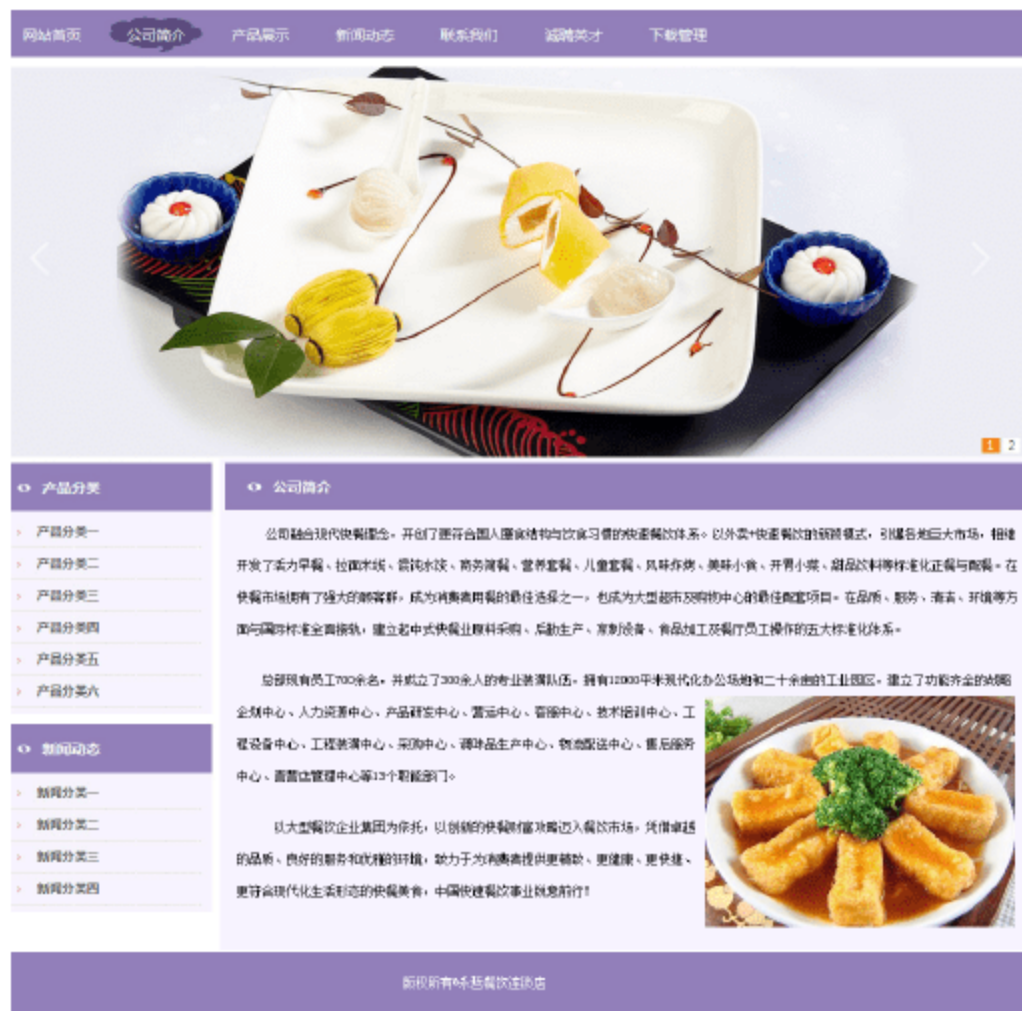 网站首页 公司简介 产品展示 新闻动态 联系我们 诚聘英才 下载管理
1 2
产品分类
产品分类一
产品分类二
产品分类三
产品分类四
产品分类五
产品分类六
新闻动态
新闻分类一
新闻分类二
新闻分类三
新闻分类四
公司简介
公司融合现代快餐理念，开创了更符合国人膳食结构与饮食习惯的快速餐饮体系。以外卖+快速餐饮的新颖模式，引爆各地巨大市场，相继
开发了活力早餐、拉面米线、馄饨水饺、商务简餐、营养套餐、儿童套餐、风味炸烤、美味小食、开胃小菜、甜品饮料等标准化正餐与配餐。在
快餐市场拥有了强大的顾客群，成为消费者用餐的最佳选择之一，也成为大型超市及购物中心的最佳配套项目。在品质、服务、清洁、环境等方
面与国际标准全面接轨，建立起中式快餐业原料采购、后勤生产、烹制设备、食品加工及餐厅员工操作的五大标准化体系。
总部现有员工700余名，并成立了300余人的专业装潢队伍。拥有12000平米现代化办公场地和二十余亩的工业园区。建立了功能齐全的战略
企划中心、人力资源中心、产品研发中心、营运中心、客服中心、技术培训中心、工
程设备中心、工程装潢中心、采购中心、调味品生产中心、物流配送中心、售后服务
中心、直营店管理中心等13个职能部门。
以大型餐饮企业集团为依托，以创新的快餐财富攻略迈入餐饮市场，凭借卓越
的品质、良好的服务和优雅的环境，致力于为消费者提供更精致、更健康、更快捷、
更符合现代化生活形态的快餐美食，中国快速餐饮事业锐意前行！
版权所有©某某餐饮连锁店